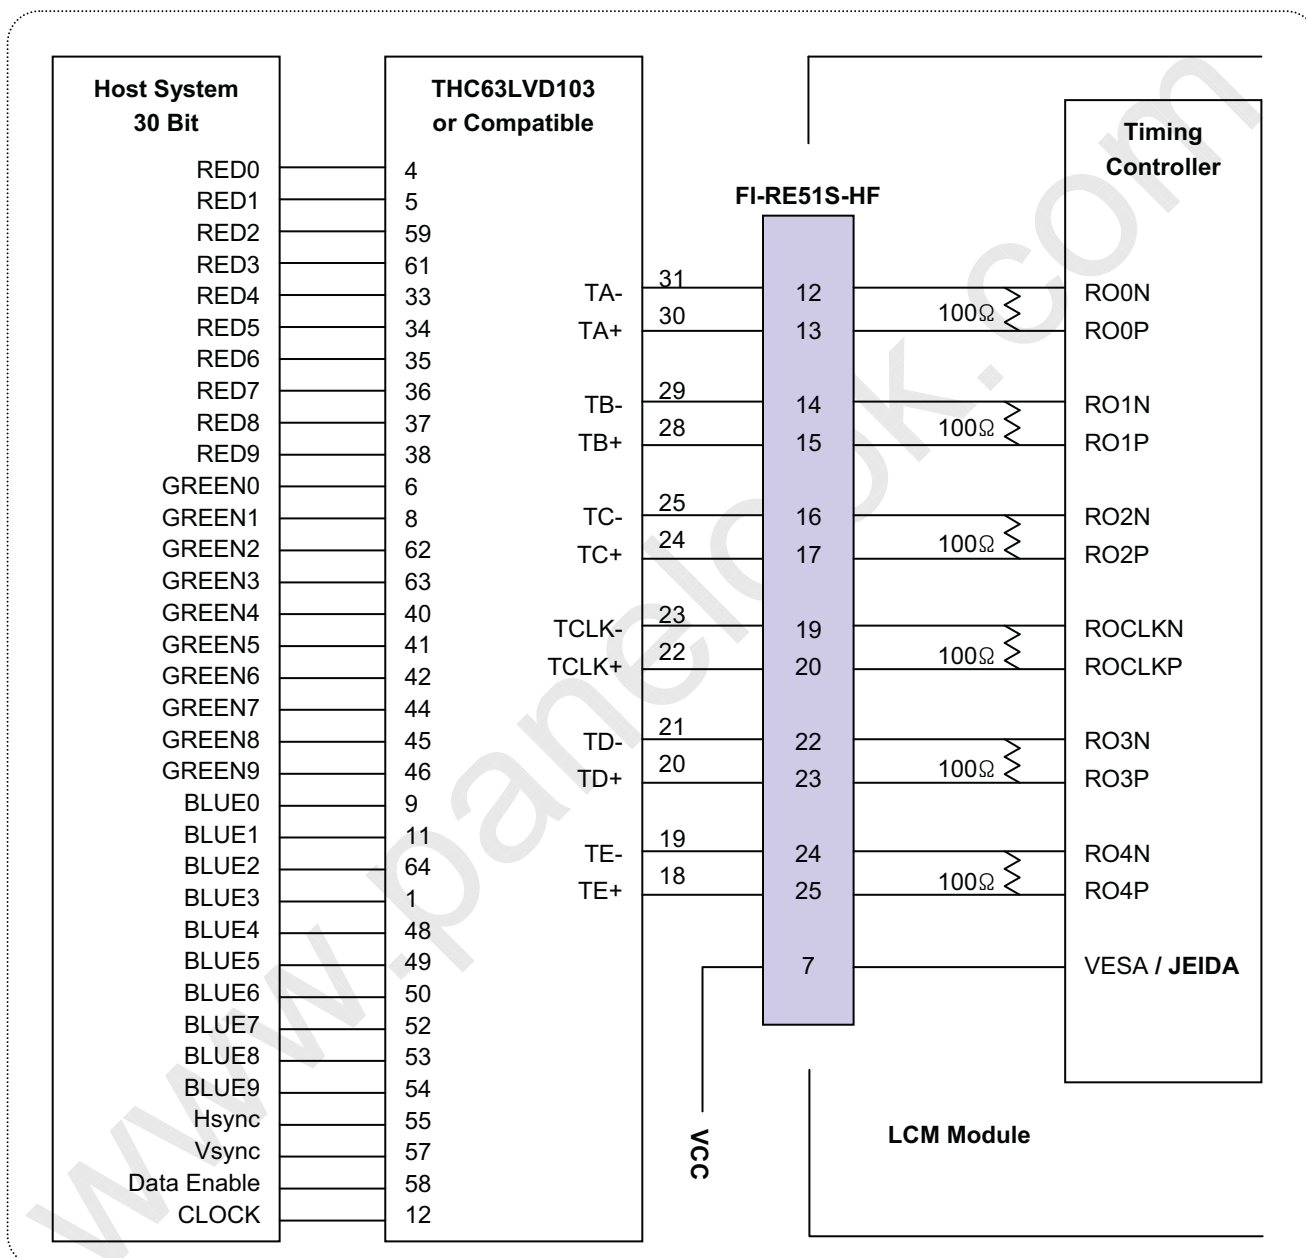 Host System
30 Bit
THC63LVD103
or Compatible
Timing
Controller
FI-RE51S-HF
RED0 4
RED1 5
RED2 59
RED3 61
RED4 33
RED5 34
RED6 35
RED7 36
RED8 37
RED9 38
GREEN0 6
GREEN1 8
GREEN2 62
GREEN3 63
GREEN4 40
GREEN5 41
GREEN6 42
GREEN7 44
GREEN8 45
GREEN9 46
BLUE0 9
BLUE1 11
BLUE2 64
BLUE3 1
BLUE4 48
BLUE5 49
BLUE6 50
BLUE7 52
BLUE8 53
BLUE9 54
Hsync 55
Vsync 57
Data Enable 58
CLOCK 12
TA- 31 12 RO0N
100Ω
TA+ 30 13 RO0P
TB- 29 14 RO1N
100Ω
TB+ 28 15 RO1P
TC- 25 16 RO2N
100Ω
TC+ 24 17 RO2P
TCLK- 23 19 ROCLKN
100Ω
TCLK+ 22 20 ROCLKP
TD- 21 22 RO3N
100Ω
TD+ 20 23 RO3P
TE- 19 24 RO4N
100Ω
TE+ 18 25 RO4P
7 VESA / JEIDA
VCC
LCM Module
www.panelook.com